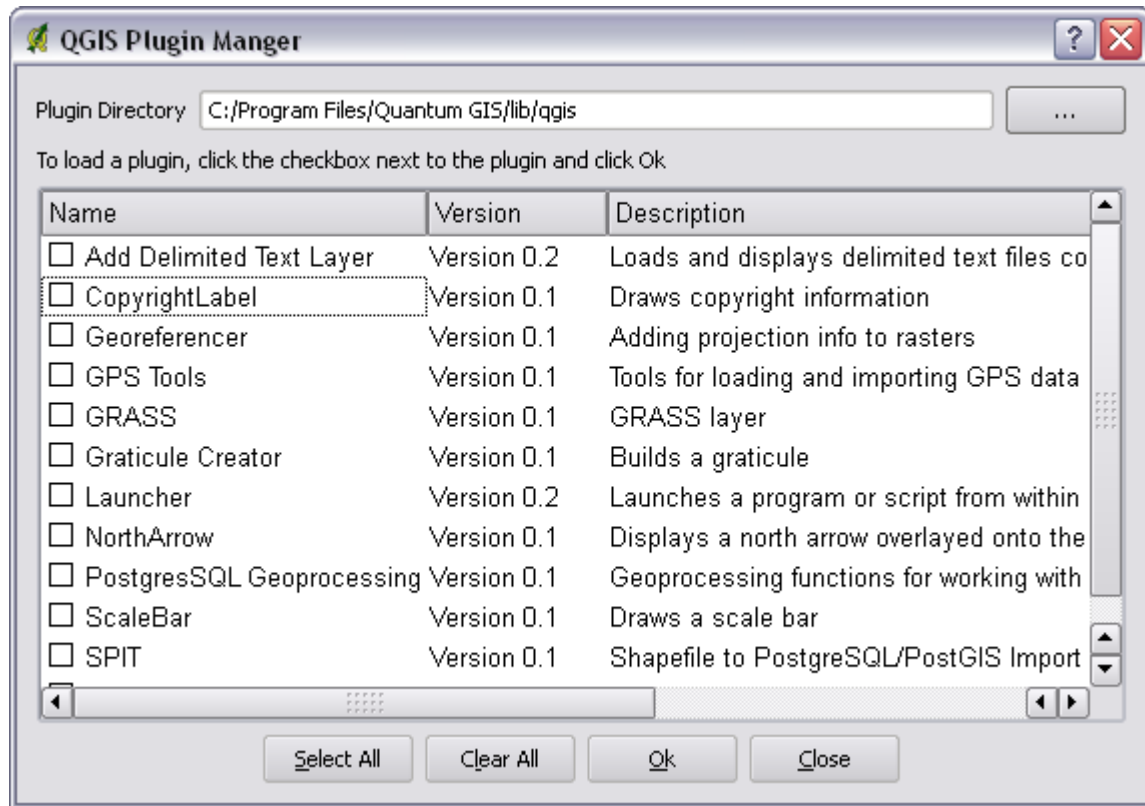 QGIS Plugin Manger
Plugin Directory C:/Program Files/Quantum GIS/lib/qgis ...
To load a plugin, click the checkbox next to the plugin and click Ok
Name Version Description
Add Delimited Text Layer Version 0.2 Loads and displays delimited text files co
CopyrightLabel Version 0.1 Draws copyright information
Georeferencer Version 0.1 Adding projection info to rasters
GPS Tools Version 0.1 Tools for loading and importing GPS data
GRASS Version 0.1 GRASS layer
Graticule Creator Version 0.1 Builds a graticule
Launcher Version 0.2 Launches a program or script from within
NorthArrow Version 0.1 Displays a north arrow overlayed onto the
PostgresSQL Geoprocessing Version 0.1 Geoprocessing functions for working with
ScaleBar Version 0.1 Draws a scale bar
SPIT Version 0.1 Shapefile to PostgreSQL/PostGIS Import
Select All Clear All Ok Close